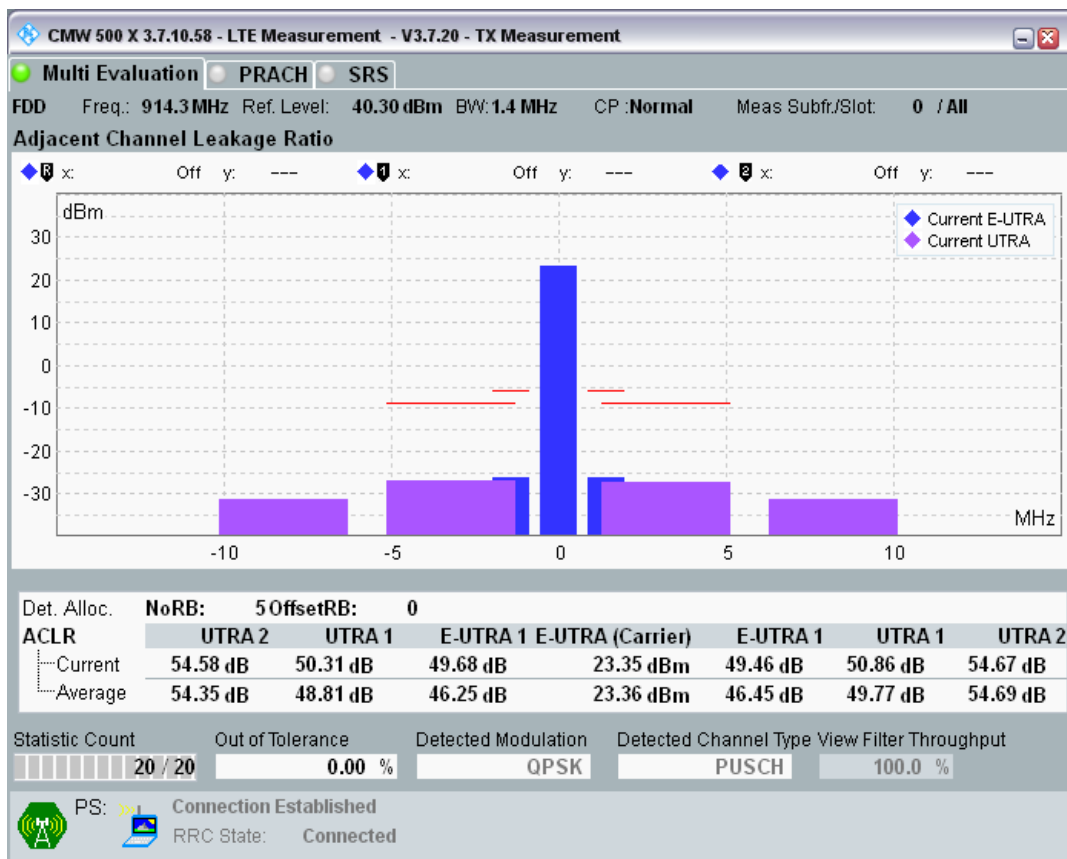 CMW 500 X 3.7.10.58 - LTE Measurement - V3.7.20 - TX Measurement
Multi Evaluation PRACH SRS
FDD Freq.: 914.3 MHz Ref. Level: 40.30 dBm BW: 1.4 MHz CP :Normal Meas Subfr./Slot: 0 / All
Adjacent Channel Leakage Ratio
R x: Off y: --- 1 x: Off y: --- 2 x: Off y: ---
dBm
Current E-UTRA
Current UTRA
30
20
10
0
-10
-20
-30
MHz
-10 -5 0 5 10
Det. Alloc. NoRB: 5 OffsetRB: 0
ACLR UTRA 2 UTRA 1 E-UTRA 1 E-UTRA (Carrier) E-UTRA 1 UTRA 1 UTRA 2
Current 54.58 dB 50.31 dB 49.68 dB 23.35 dBm 49.46 dB 50.86 dB 54.67 dB
Average 54.35 dB 48.81 dB 46.25 dB 23.36 dBm 46.45 dB 49.77 dB 54.69 dB
Statistic Count Out of Tolerance Detected Modulation Detected Channel Type View Filter Throughput
20 / 20 0.00 % QPSK PUSCH 100.0 %
PS: Connection Established
RRC State: Connected